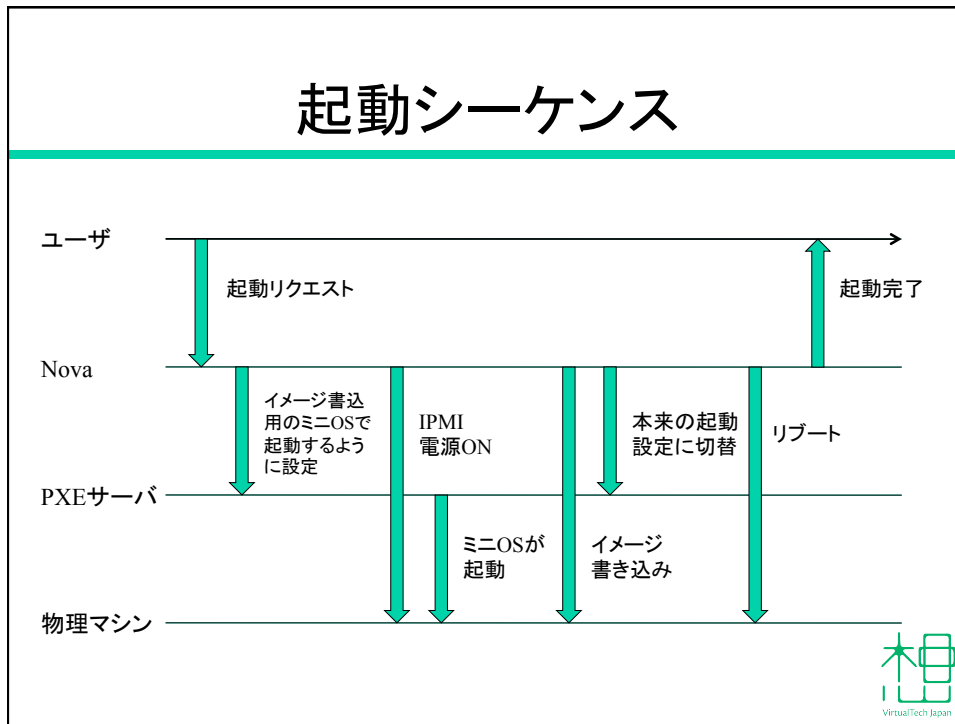 起動シーケンス
ユーザ
起動リクエスト
起動完了
Nova
イメージ書込
用のミニOSで
起動するよう
に設定
IPMI
電源ON
本来の起動
設定に切替
リブート
PXEサーバ
ミニOSが
起動
イメージ
書き込み
物理マシン
想
VirtualTech Japan